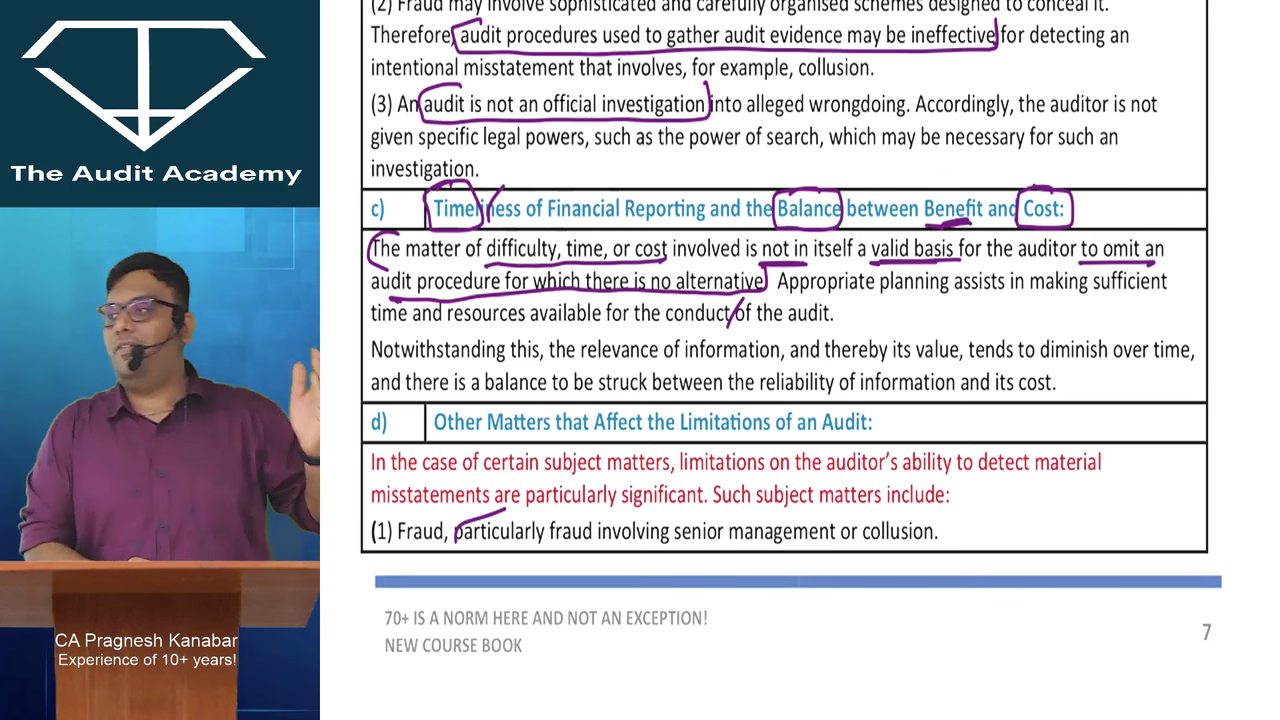 The Audit Academy
CA Pragnesh Kanabar
Experience of 10+ years!
(2) Fraud may involve sophisticated and carefully organised schemes designed to conceal it.
Therefore, audit procedures used to gather audit evidence may be ineffective for detecting an
intentional misstatement that involves, for example, collusion.
(3) An audit is not an official investigation into alleged wrongdoing. Accordingly, the auditor is not
given specific legal powers, such as the power of search, which may be necessary for such an
investigation.
c) Timeliness of Financial Reporting and the Balance between Benefit and Cost:
The matter of difficulty, time, or cost involved is not in itself a valid basis for the auditor to omit an
audit procedure for which there is no alternative. Appropriate planning assists in making sufficient
time and resources available for the conduct of the audit.
Notwithstanding this, the relevance of information, and thereby its value, tends to diminish over time,
and there is a balance to be struck between the reliability of information and its cost.
d) Other Matters that Affect the Limitations of an Audit:
In the case of certain subject matters, limitations on the auditor's ability to detect material
misstatements are particularly significant. Such subject matters include:
(1) Fraud, particularly fraud involving senior management or collusion.
70+ IS A NORM HERE AND NOT AN EXCEPTION!
NEW COURSE BOOK
7